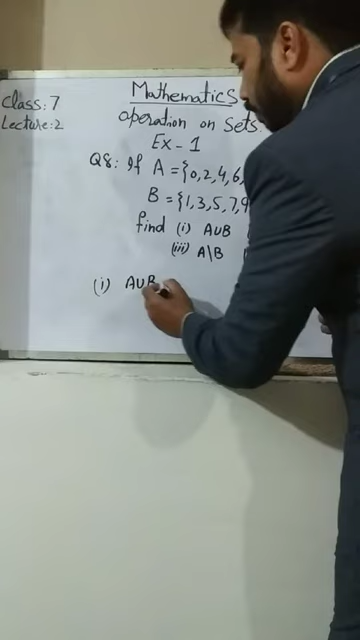 Mathematics
Class: 7
Lecture: 2
operation on Sets.
Ex - 1
Q8: If A = {0, 2, 4, 6,
B = {1, 3, 5, 7, 9
find (i) A∪B
(iii) A\B
(i) A∪B